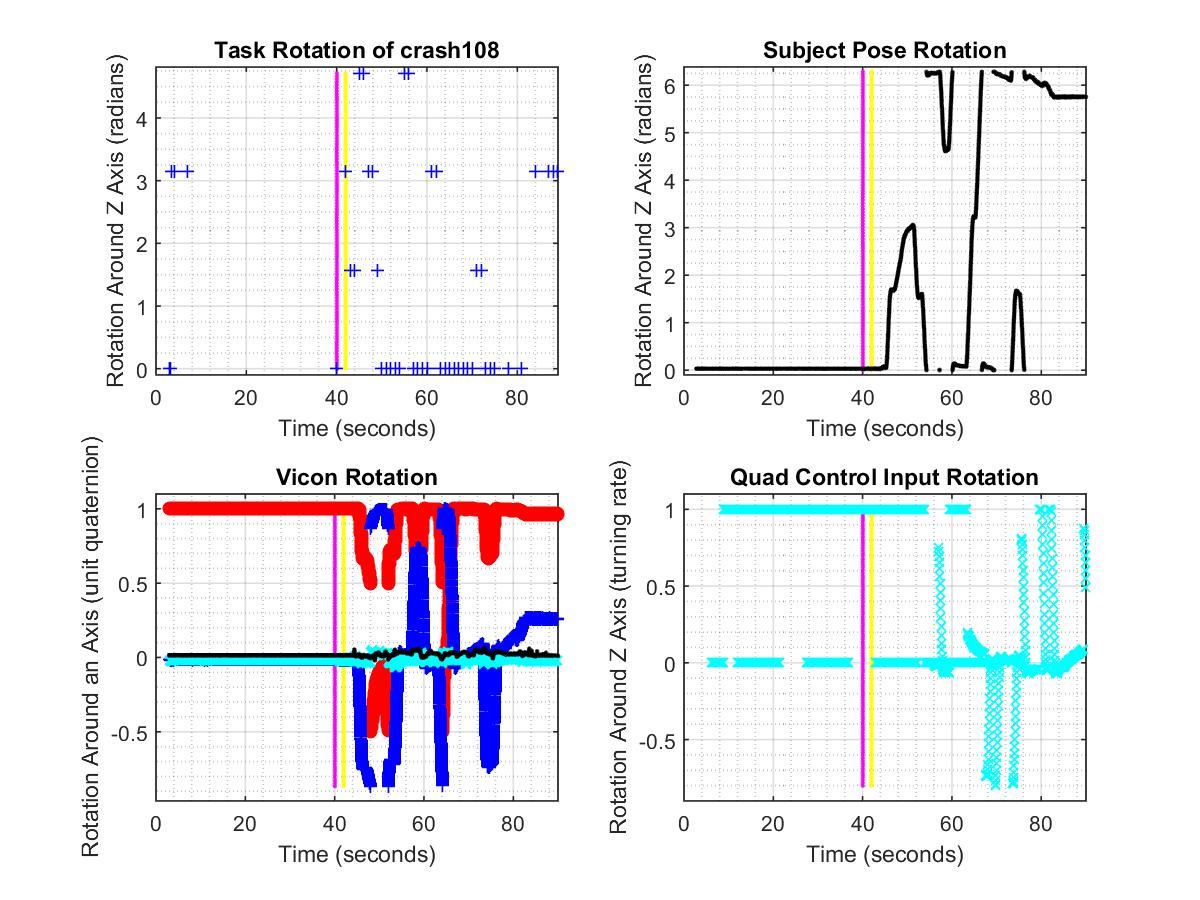 Task Rotation of crash108
Rotation Around Z Axis (radians)
4
3
2
1
0
0 20 40 60 80
Time (seconds)
Subject Pose Rotation
Rotation Around Z Axis (radians)
6
5
4
3
2
1
0
0 20 40 60 80
Time (seconds)
Vicon Rotation
Rotation Around an Axis (unit quaternion)
1
0.5
0
-0.5
0 20 40 60 80
Time (seconds)
Quad Control Input Rotation
Rotation Around Z Axis (turning rate)
1
0.5
0
-0.5
0 20 40 60 80
Time (seconds)